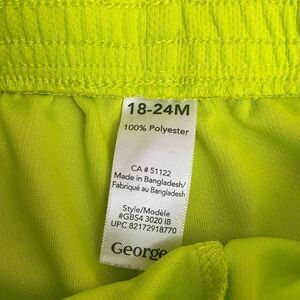 18-24M
100% Polyester
CA # 51122
Made in Bangladesh/
Fabriqué au Bangladesh
Style/Modèle
#GBS4 3020 IB
UPC 82172918770
George